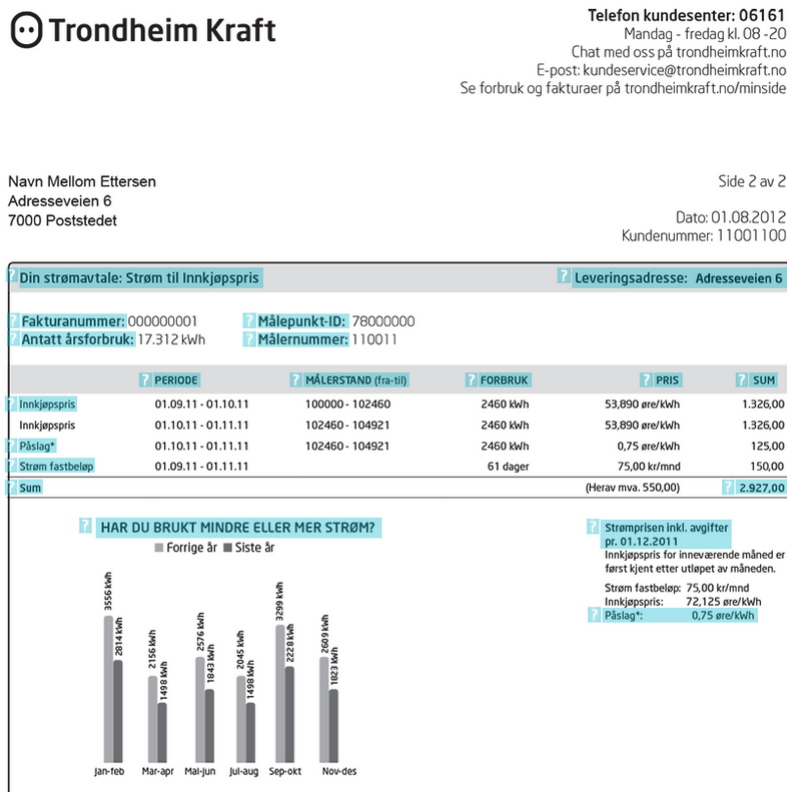 Trondheim Kraft
Telefon kundesenter: 06161
Mandag - fredag kl. 08 -20
Chat med oss på trondheimkraft.no
E-post: kundeservice@trondheimkraft.no
Se forbruk og fakturaer på trondheimkraft.no/minside
Navn Mellom Ettersen
Adresseveien 6
7000 Poststedet
Side 2 av 2
Dato: 01.08.2012
Kundenummer: 11001100
? Din strømavtale: Strøm til Innkjøpspris ? Leveringsadresse: Adresseveien 6
? Fakturanummer: 000000001 ? Målepunkt-ID: 78000000
? Antatt årsforbruk: 17.312 kWh ? Målernummer: 110011
? PERIODE ? MÅLERSTAND (fra-til) ? FORBRUK ? PRIS ? SUM
? Innkjøpspris 01.09.11 - 01.10.11 100000 - 102460 2460 kWh 53,890 øre/kWh 1.326,00
Innkjøpspris 01.10.11 - 01.11.11 102460 - 104921 2460 kWh 53,890 øre/kWh 1.326,00
? Påslag* 01.10.11 - 01.11.11 102460 - 104921 2460 kWh 0,75 øre/kWh 125,00
? Strøm fastbeløp 01.09.11 - 01.11.11 61 dager 75,00 kr/mnd 150,00
? Sum (Herav mva. 550,00) ? 2.927,00
? HAR DU BRUKT MINDRE ELLER MER STRØM?
Forrige år Siste år
3556 kWh 2814 kWh 2156 kWh 1498 kWh 2576 kWh 1843 kWh 2045 kWh 1498 kWh 3299 kWh 2228 kWh 2609 kWh 1823 kWh
Jan-feb Mar-apr Mai-jun Jul-aug Sep-okt Nov-des
? Strømprisen inkl. avgifter
pr. 01.12.2011
Innkjøpspris for inneværende måned er
først kjent etter utløpet av måneden.
Strøm fastbeløp: 75,00 kr/mnd
Innkjøpspris: 72,125 øre/kWh
? Påslag*: 0,75 øre/kWh